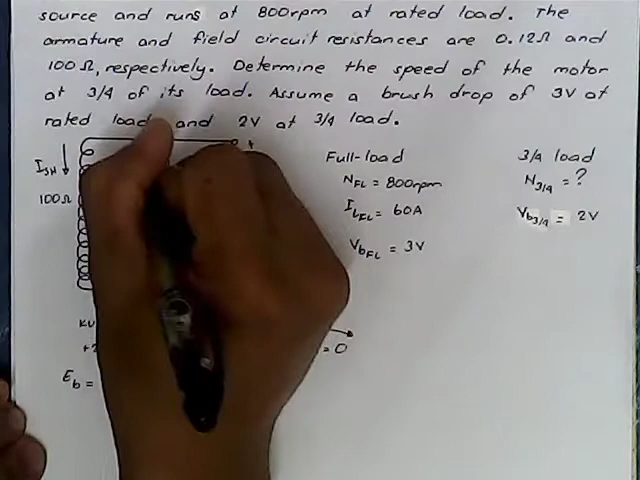 source and runs at 800rpm at rated load. The
armature and field circuit resistances are 0.12Ω and
100Ω, respectively. Determine the speed of the motor
at 3/4 of its load. Assume a brush drop of 3V at
rated load and 2V at 3/4 load.
+
Full-load
3/4 load
ISH
NFL = 800rpm
N3/4 = ?
100Ω
ILFL = 60A
Vb3/4 = 2V
VbFL = 3V
KV
= 0
Eb =